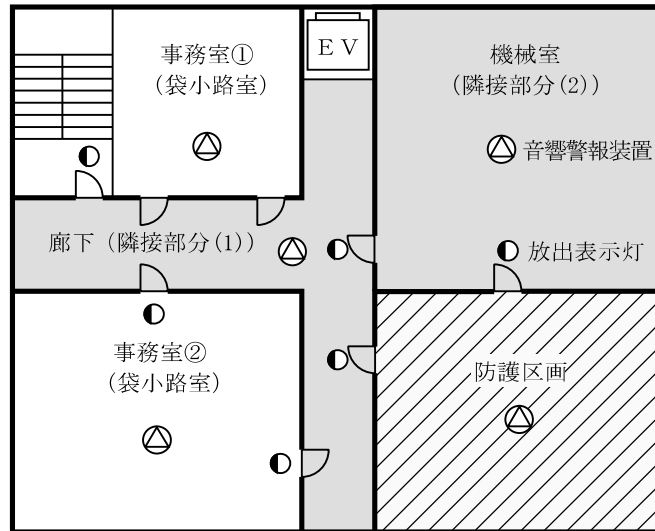 事務室①
(袋小路室)
EV
機械室
(隣接部分(2))
音響警報装置
廊下(隣接部分(1))
放出表示灯
事務室②
(袋小路室)
防護区画